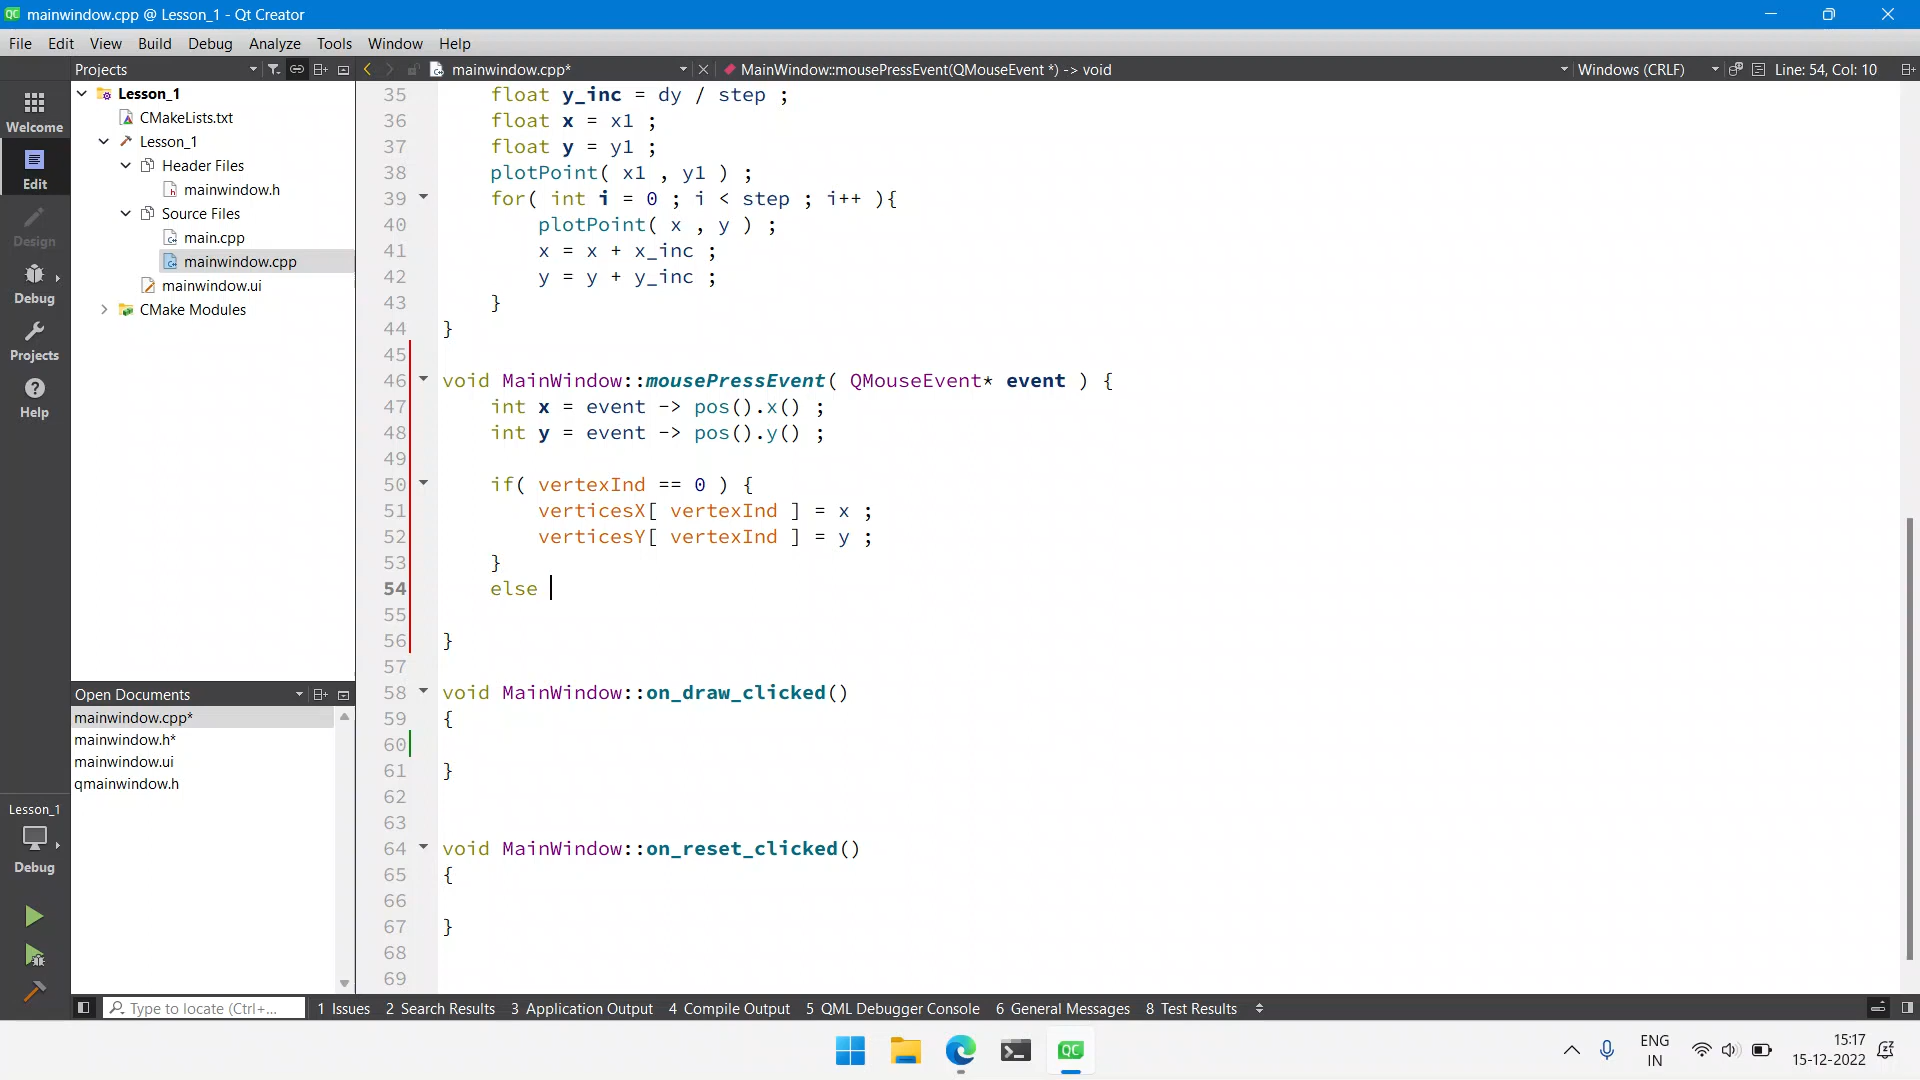 QC mainwindow.cpp @ Lesson_1 - Qt Creator
File Edit View Build Debug Analyze Tools Window Help
Projects mainwindow.cpp* MainWindow::mousePressEvent(QMouseEvent *) -> void Windows (CRLF) Line: 54, Col: 10
Welcome
Edit
Design
Debug
Projects
Help
Lesson_1
Debug
Lesson_1
CMakeLists.txt
Lesson_1
Header Files
mainwindow.h
Source Files
main.cpp
mainwindow.cpp
mainwindow.ui
CMake Modules
Open Documents
mainwindow.cpp*
mainwindow.h*
mainwindow.ui
qmainwindow.h
35 float y_inc = dy / step ;
36 float x = x1 ;
37 float y = y1 ;
38 plotPoint( x1 , y1 ) ;
39 for( int i = 0 ; i < step ; i++ ){
40 plotPoint( x , y ) ;
41 x = x + x_inc ;
42 y = y + y_inc ;
43 }
44 }
45
46 void MainWindow::mousePressEvent( QMouseEvent* event ) {
47 int x = event -> pos().x() ;
48 int y = event -> pos().y() ;
49
50 if( vertexInd == 0 ) {
51 verticesX[ vertexInd ] = x ;
52 verticesY[ vertexInd ] = y ;
53 }
54 else
55
56 }
57
58 void MainWindow::on_draw_clicked()
59 {
60
61 }
62
63
64 void MainWindow::on_reset_clicked()
65 {
66
67 }
68
69
Type to locate (Ctrl+... 1 Issues 2 Search Results 3 Application Output 4 Compile Output 5 QML Debugger Console 6 General Messages 8 Test Results
QC
ENG
IN
15:17
15-12-2022